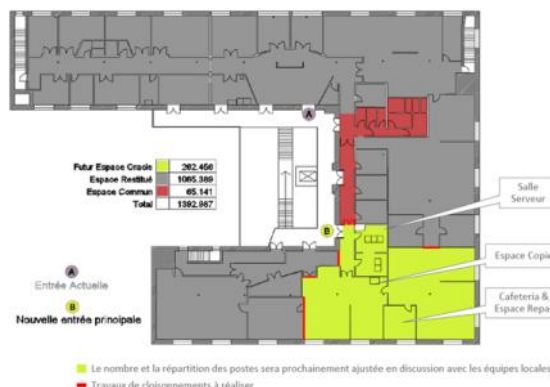 A
Futur Espace Oracle 262.456
Espace Restitué 1065.389
Espace Commun 65.141
Total 1392.987
Salle
Serveur
B
Espace Copie
A
Entrée Actuelle
B
Nouvelle entrée principale
Cafeteria &
Espace Repas
Le nombre et la répartition des postes sera prochainement ajustée en discussion avec les équipes locales
Travaux de cloisonnements à réaliser